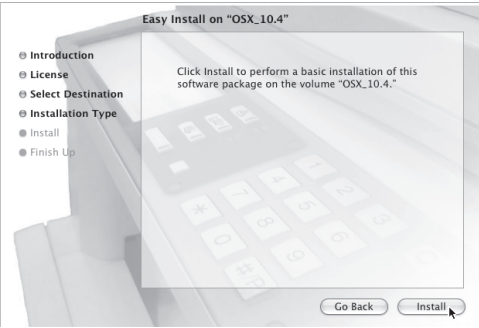 Easy Install on “OSX_10.4”
Introduction
License
Select Destination
Installation Type
Install
Finish Up
Click Install to perform a basic installation of this
software package on the volume “OSX_10.4.”
Go Back
Install